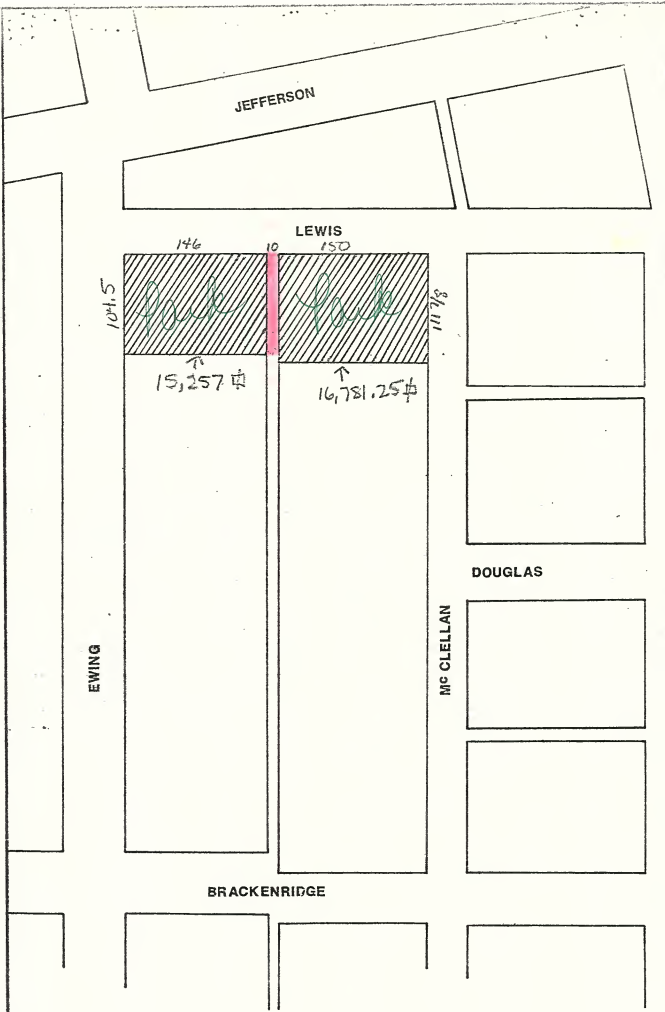 JEFFERSON
LEWIS
146 10 150
104.5
Park
Park
111 7/8
15,257 ⌗
16,781.25 ⌗
DOUGLAS
EWING
Mc CLELLAN
BRACKENRIDGE